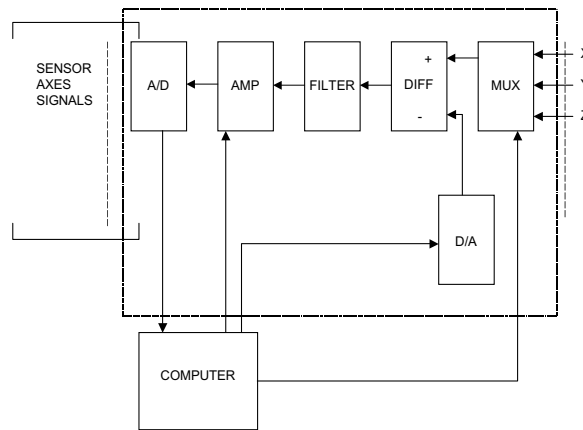 SENSOR
AXES
SIGNALS
A/D
AMP
FILTER
+
DIFF
-
MUX
X
Y
Z
D/A
COMPUTER